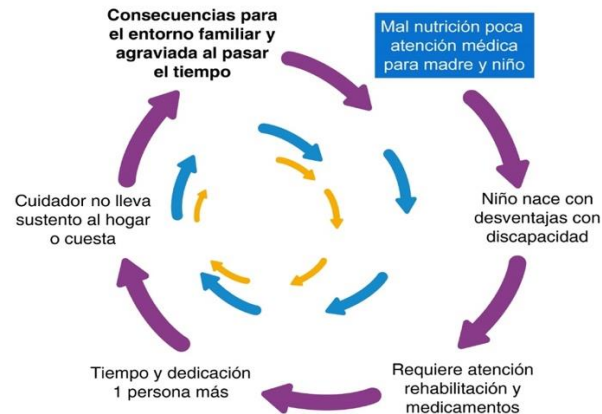 Consecuencias para
el entorno familiar y
agraviada al pasar
el tiempo
Mal nutrición poca
atención médica
para madre y niño
Niño nace con
desventajas con
discapacidad
Requiere atención
rehabilitación y
medicamentos
Tiempo y dedicación
1 persona más
Cuidador no lleva
sustento al hogar
o cuesta